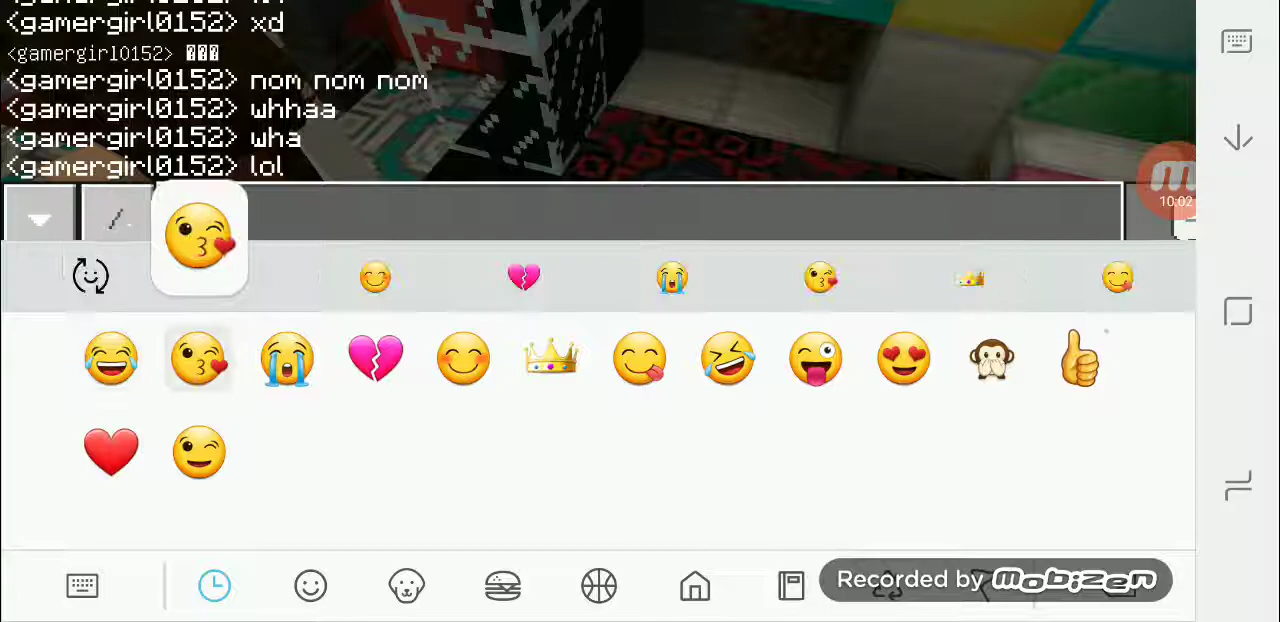 <gamergirl0152> xd
<gamergirl0152>
<gamergirl0152> nom nom nom
<gamergirl0152> whhaa
<gamergirl0152> wha
<gamergirl0152> lol
/
10:02
Recorded by mobizen